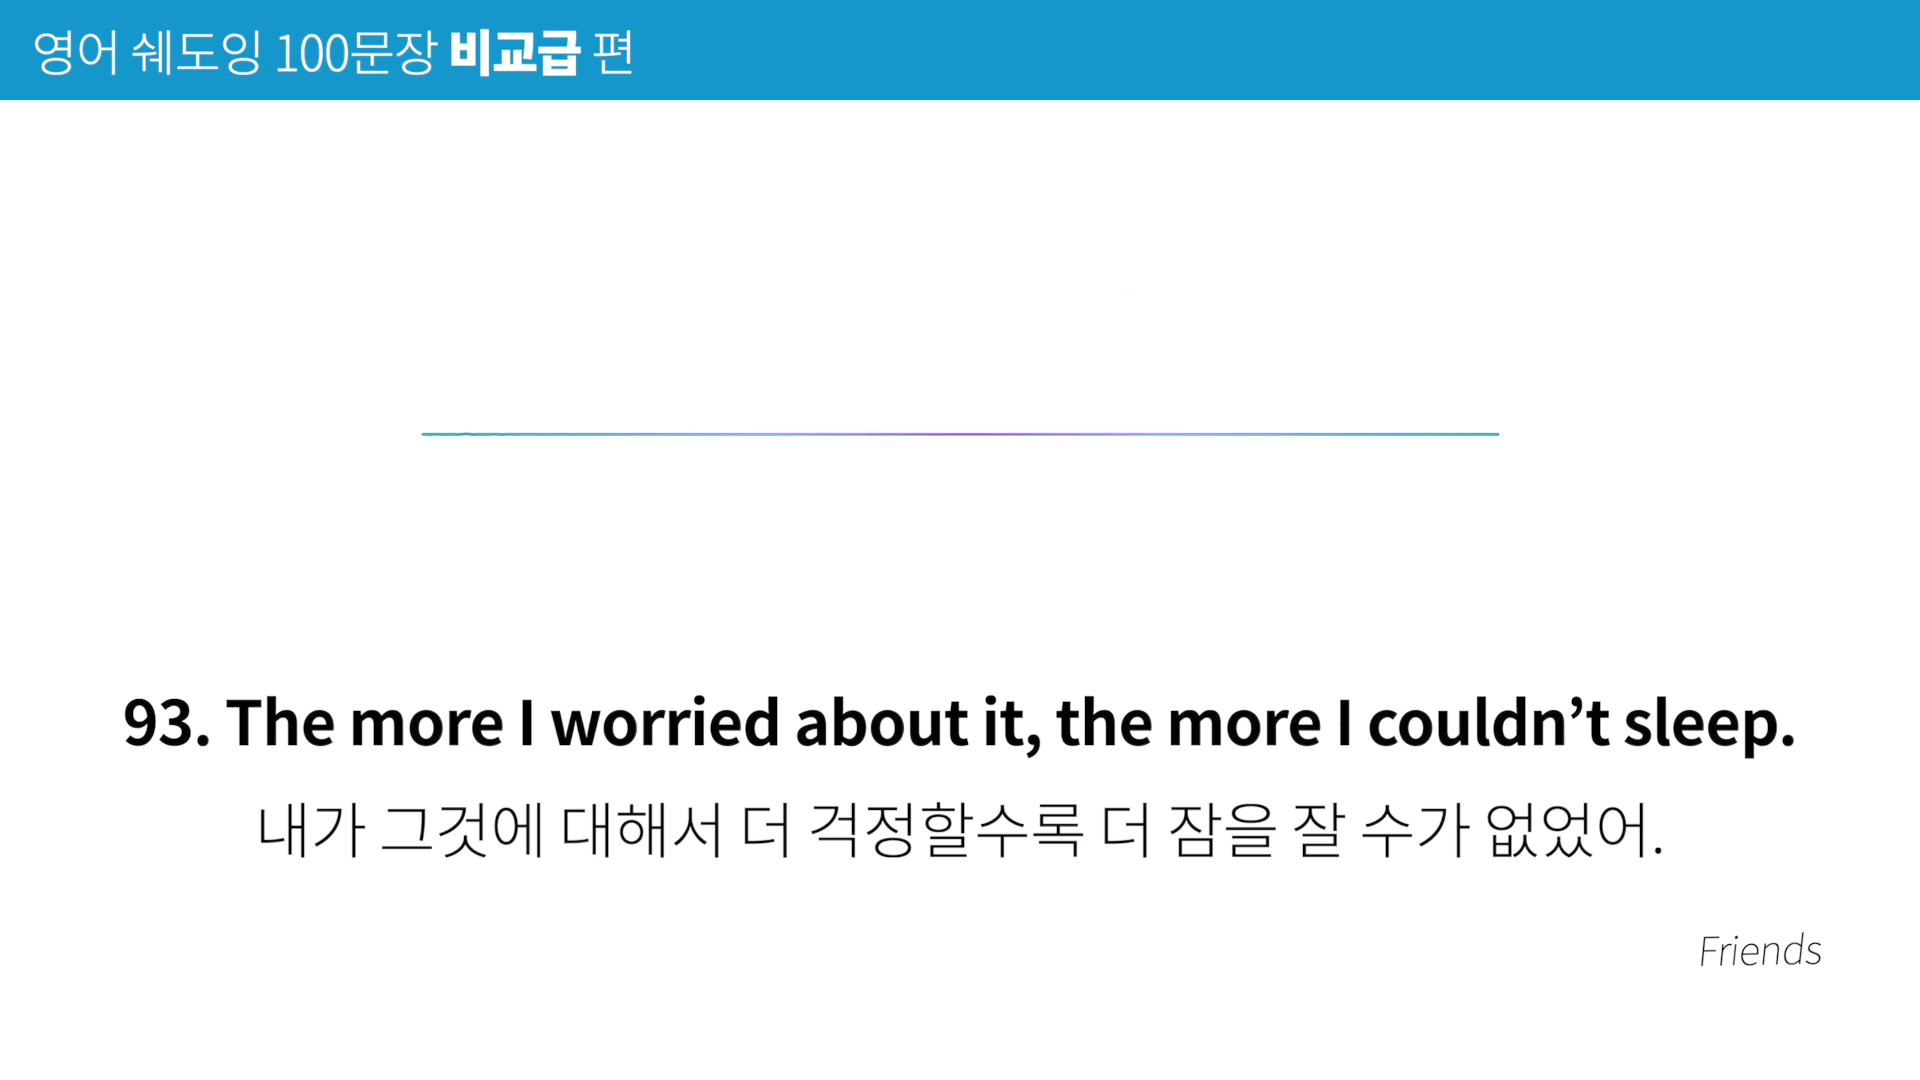 영어 쉐도잉 100문장 비교급 편
93. The more I worried about it, the more I couldn’t sleep.
내가 그것에 대해서 더 걱정할수록 더 잠을 잘 수가 없었어.
Friends